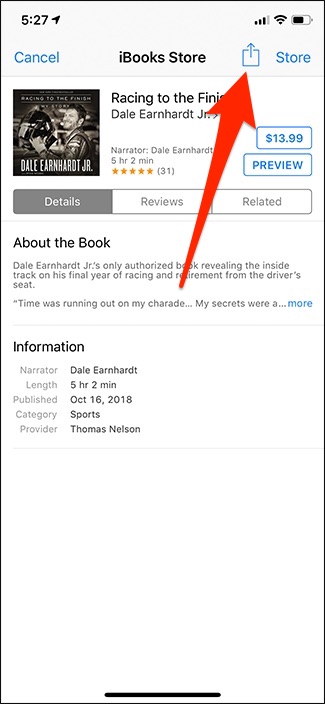 5:27
Cancel iBooks Store Store
RACING TO THE FINISH
MY STORY
DALE EARNHARDT JR.
Racing to the Finis
Dale Earnhardt Jr.
$13.99
Narrator: Dale Earnhardt
5 hr 2 min
(31)
PREVIEW
Details Reviews Related
About the Book
Dale Earnhardt Jr.'s only authorized book revealing the inside
track on his final year of racing and retirement from the driver's
seat.
“Time was running out on my charade... My secrets were a...more
Information
Narrator Dale Earnhardt
Length 5 hr 2 min
Published Oct 16, 2018
Category Sports
Provider Thomas Nelson